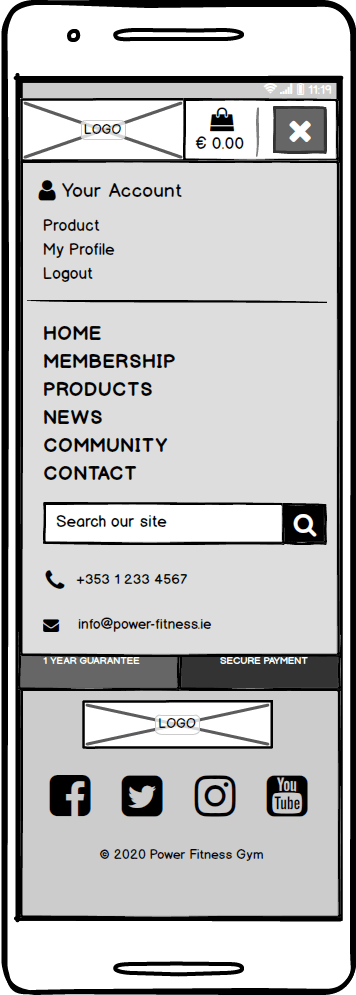 11:19
LOGO
€ 0.00
Your Account
Product
My Profile
Logout
HOME
MEMBERSHIP
PRODUCTS
NEWS
COMMUNITY
CONTACT
Search our site
+353 1 233 4567
info@power-fitness.ie
1 YEAR GUARANTEE SECURE PAYMENT
LOGO
You
Tube
© 2020 Power Fitness Gym